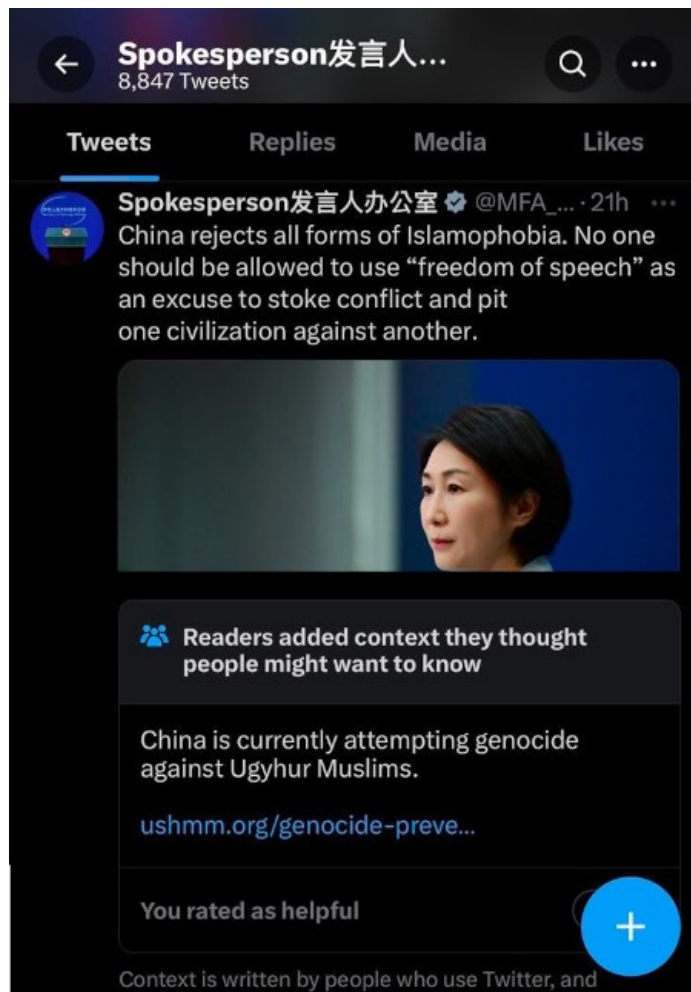 Spokesperson发言人...
8,847 Tweets
Tweets Replies Media Likes
Spokesperson发言人办公室 @MFA_... · 21h
China rejects all forms of Islamophobia. No one
should be allowed to use “freedom of speech” as
an excuse to stoke conflict and pit
one civilization against another.
Readers added context they thought
people might want to know
China is currently attempting genocide
against Ugyhur Muslims.
ushmm.org/genocide-preve...
You rated as helpful
Context is written by people who use Twitter, and